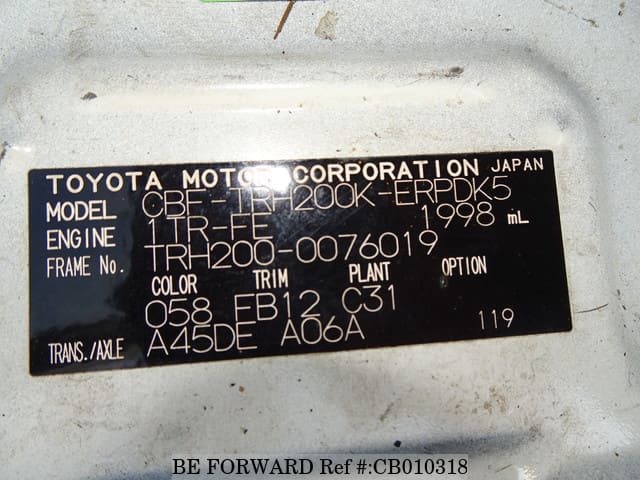 TOYOTA MOTOR CORPORATION JAPAN
MODEL CBF-TRH200K-ERPDK5
ENGINE 1TR-FE 1998 mL
FRAME No. TRH200-0076019
COLOR TRIM PLANT OPTION
058 FB12 C31
TRANS./AXLE A45DE A06A 119
BE FORWARD Ref #:CB010318